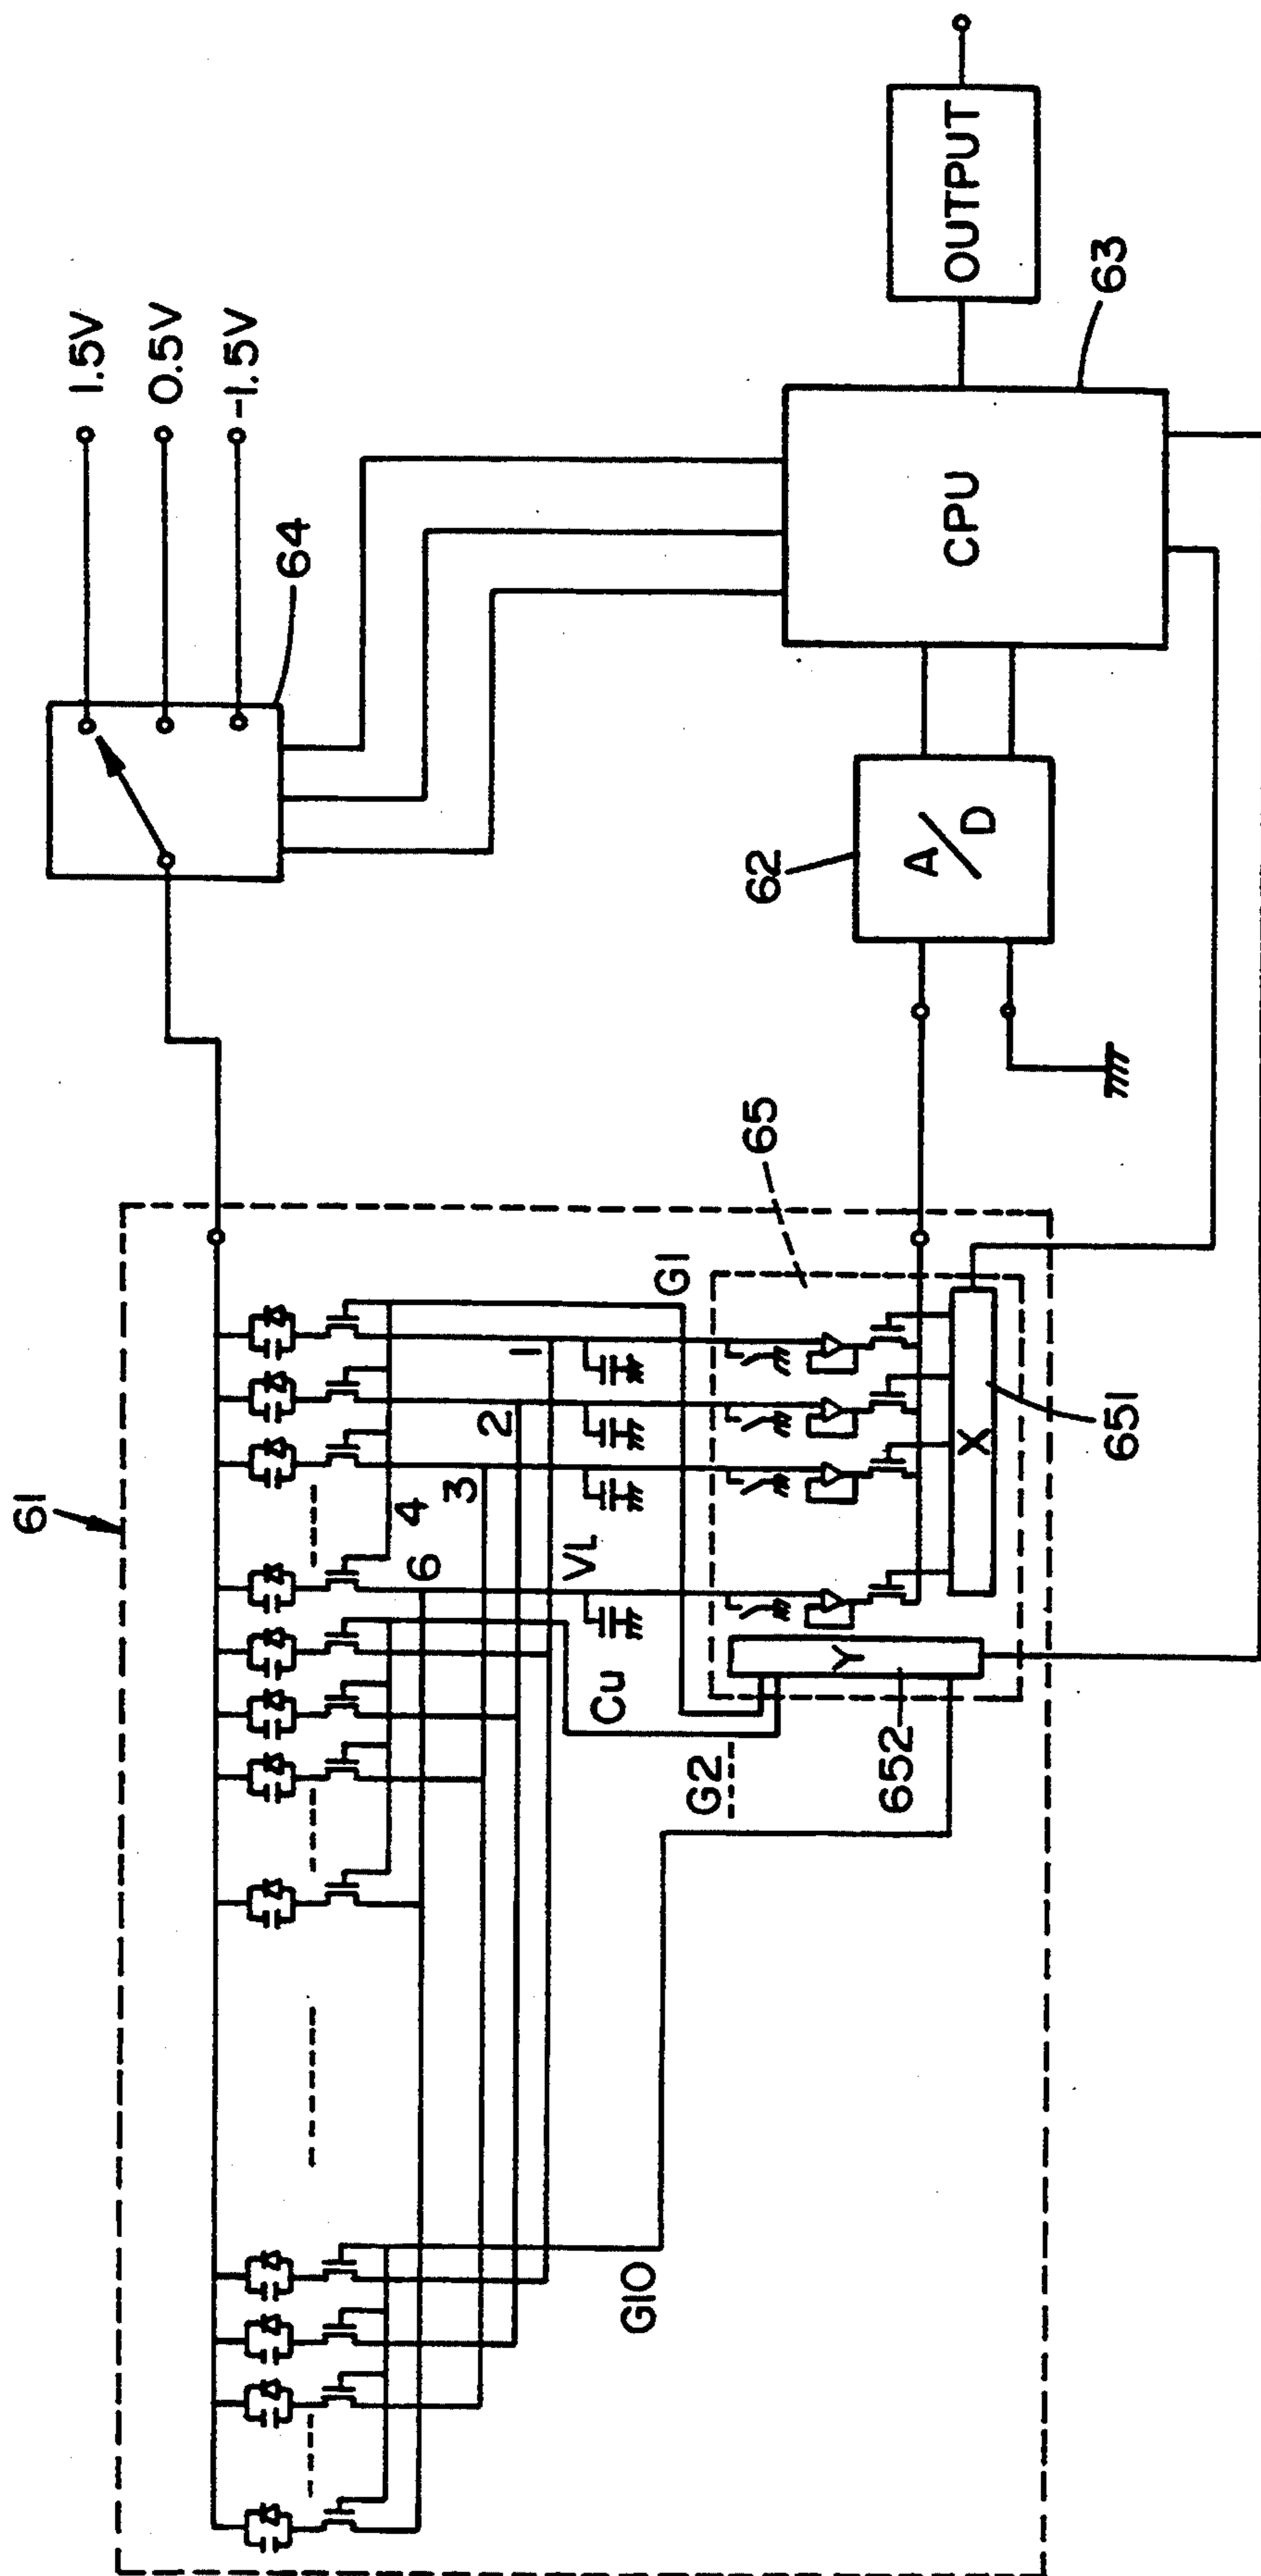 1.5V
0.5V
-1.5V
64
OUTPUT
63
CPU
62
A/D
61
65
G1
1
2
3
4
6
VL
Cu
X
651
Y
652
G2
G10